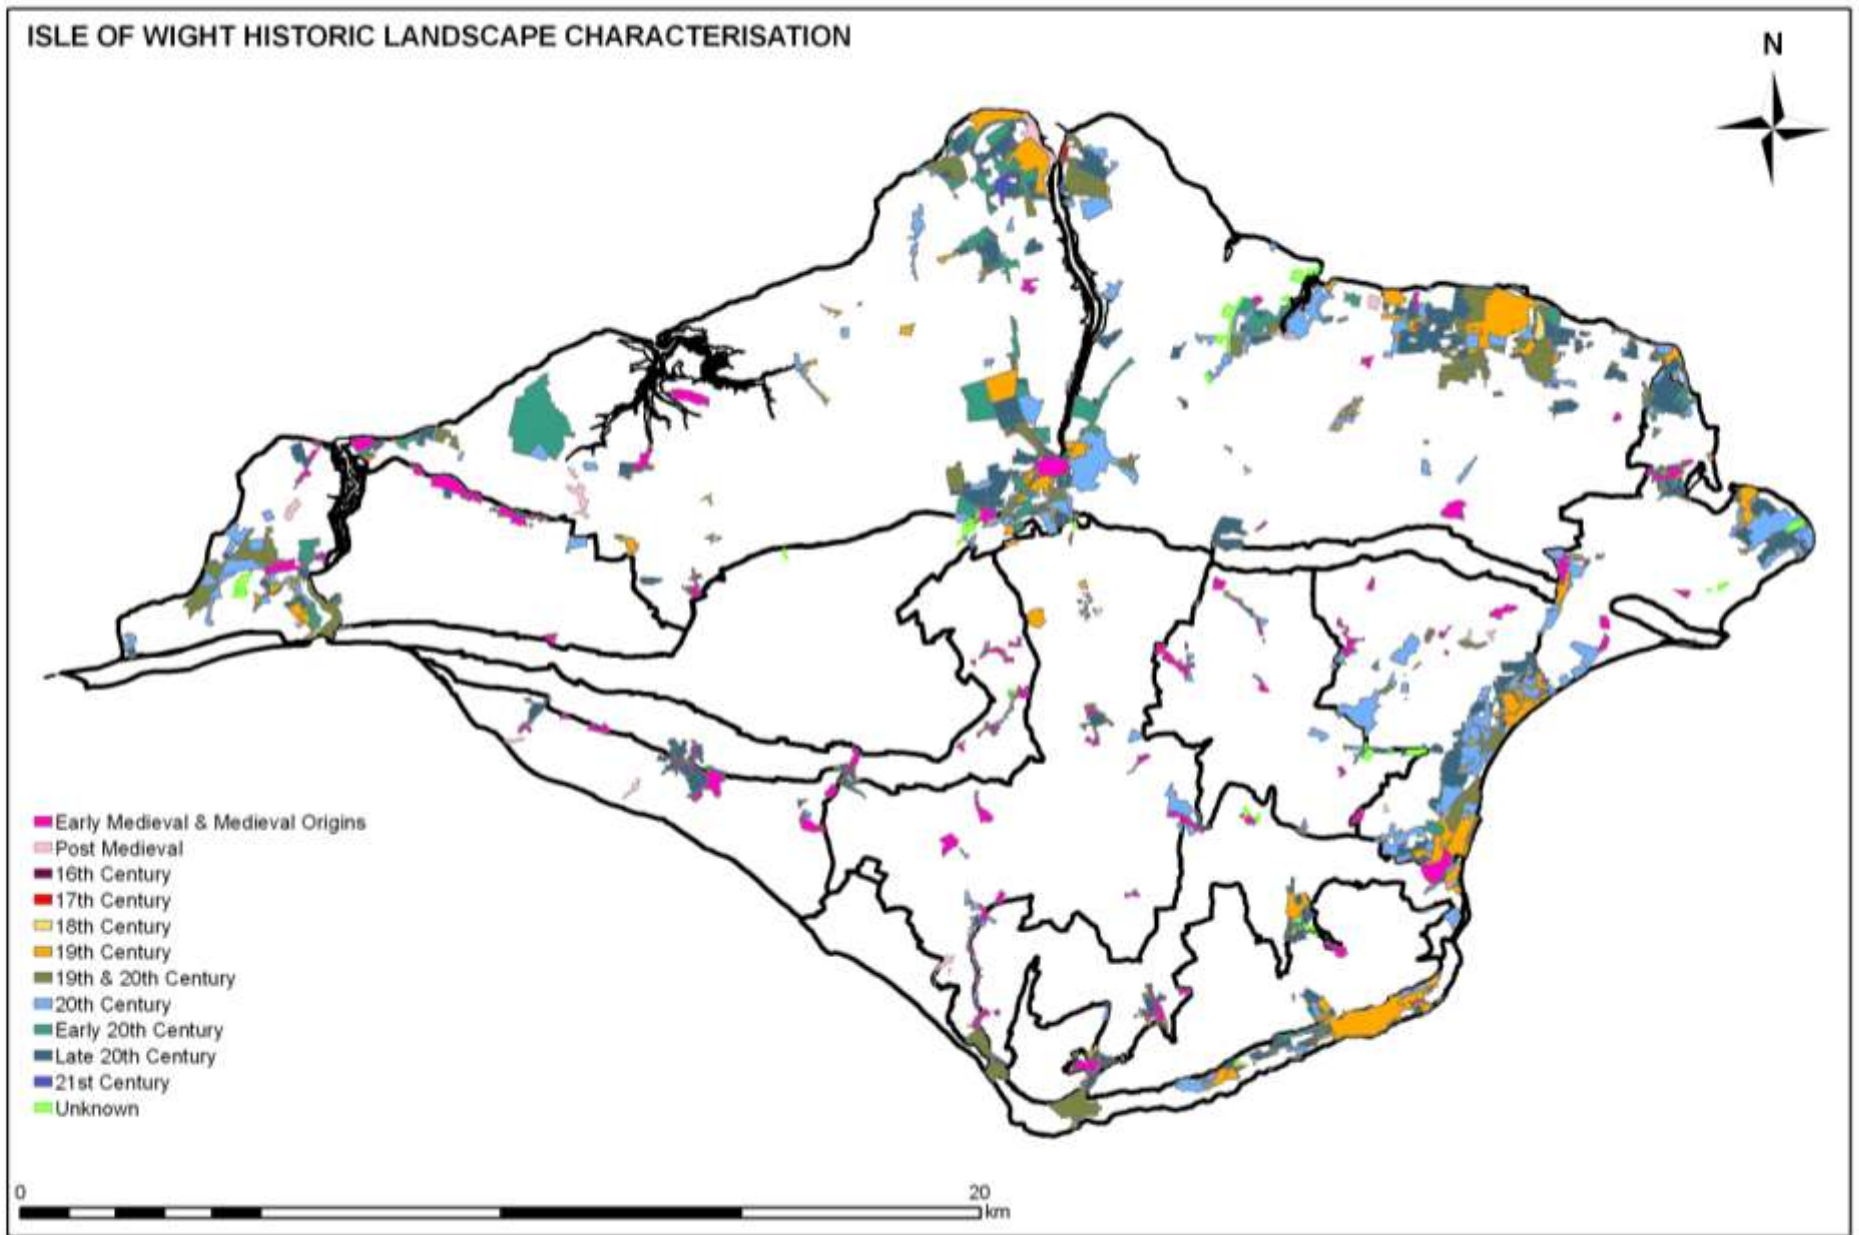 ISLE OF WIGHT HISTORIC LANDSCAPE CHARACTERISATION
N
Early Medieval & Medieval Origins
Post Medieval
16th Century
17th Century
18th Century
19th Century
19th & 20th Century
20th Century
Early 20th Century
Late 20th Century
21st Century
Unknown
0
20
km